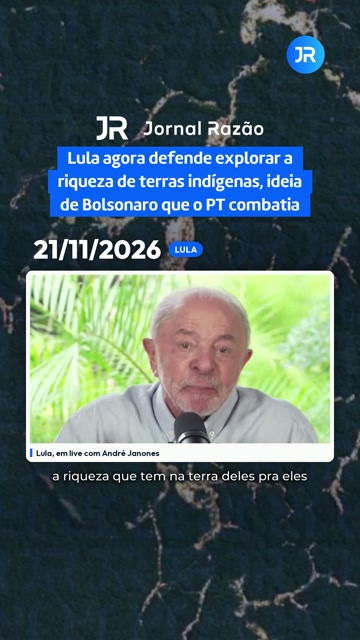 JR
JR Jornal Razão
Lula agora defende explorar a
riqueza de terras indígenas, ideia
de Bolsonaro que o PT combatia
21/11/2026 LULA
Lula, em live com André Janones
a riqueza que tem na terra deles pra eles